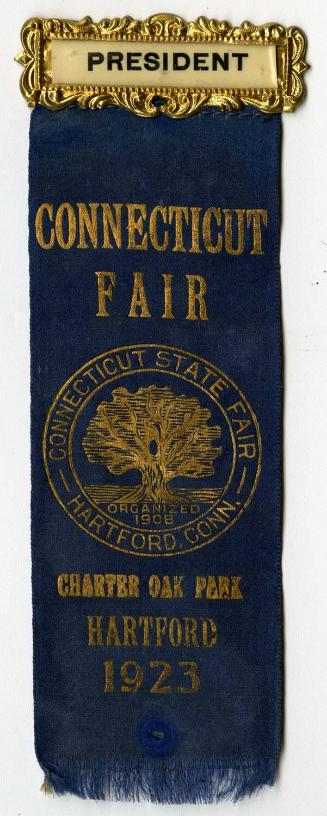 PRESIDENT
CONNECTICUT
FAIR
CONNECTICUT STATE FAIR
ORGANIZED
1908
HARTFORD, CONN.
CHARTER OAK PARK
HARTFORD
1923